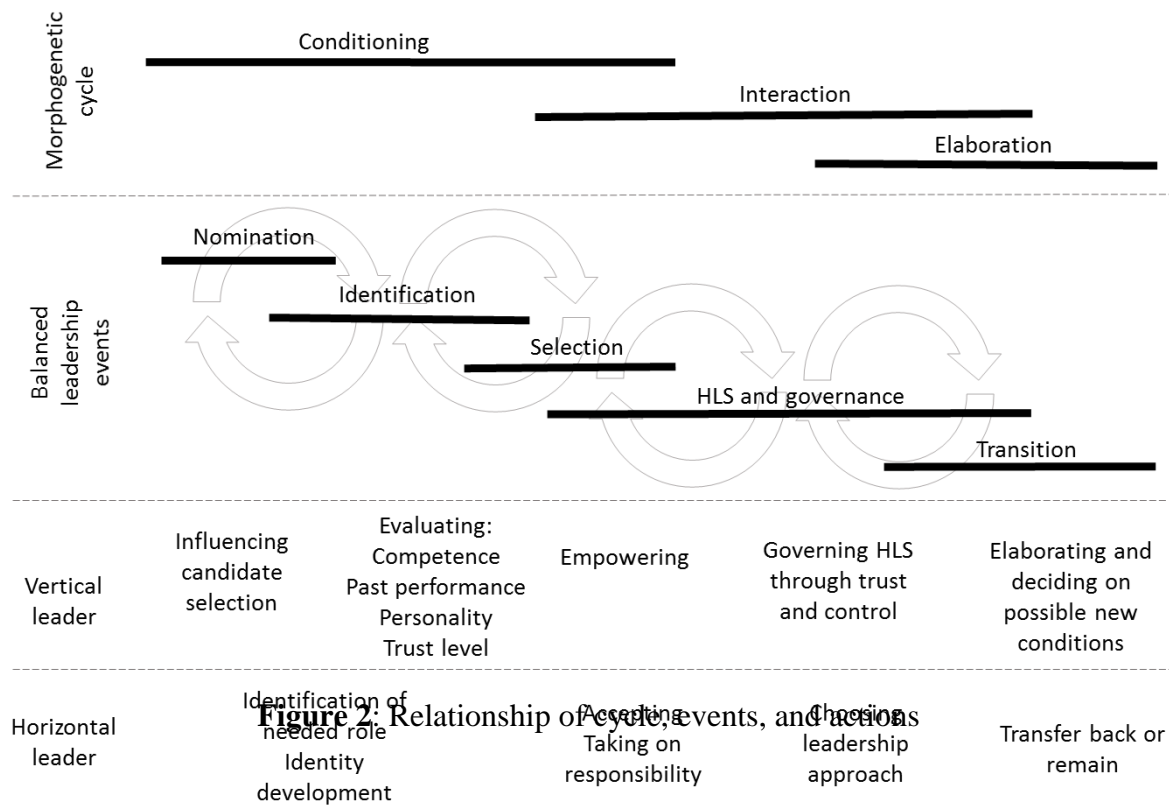 Morphogenetic
cycle
Conditioning
Interaction
Elaboration
Balanced
leadership
events
Nomination
Identification
Selection
HLS and governance
Transition
Vertical
leader
Influencing
candidate
selection
Evaluating:
Competence
Past performance
Personality
Trust level
Empowering
Governing HLS
through trust
and control
Elaborating and
deciding on
possible new
conditions
Horizontal
leader
Identification of
needed role
Identity
development
Accepting
Taking on
responsibility
Choosing
leadership
approach
Transfer back or
remain
Figure 2: Relationship of cycle, events, and actions